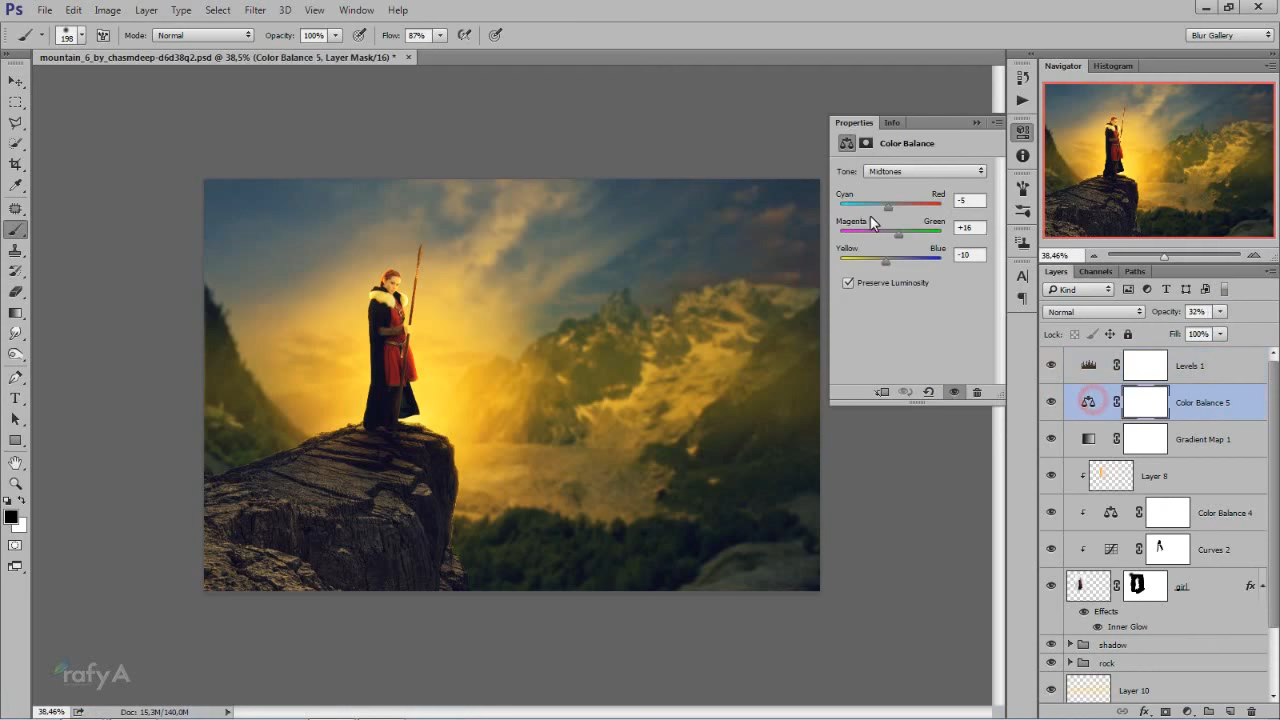 Ps File Edit Image Layer Type Select Filter 3D View Window Help
198 Mode: Normal Opacity: 100% Flow: 87% Blur Gallery
mountain_6_by_chasmdeep-d6d38q2.psd @ 38,5% (Color Balance 5, Layer Mask/16) *
Navigator Histogram
Properties Info
Color Balance
Tone: Midtones
Cyan Red -5
Magenta Green +16
Yellow Blue -10
Preserve Luminosity
38,46%
Layers Channels Paths
Kind
Normal Opacity: 32%
Lock: Fill: 100%
Levels 1
Color Balance 5
Gradient Map 1
Layer 8
Color Balance 4
Curves 2
girl fx
Effects
Inner Glow
shadow
rock
Layer 10
rafyA
38,46% Doc: 15,3M/140,0M